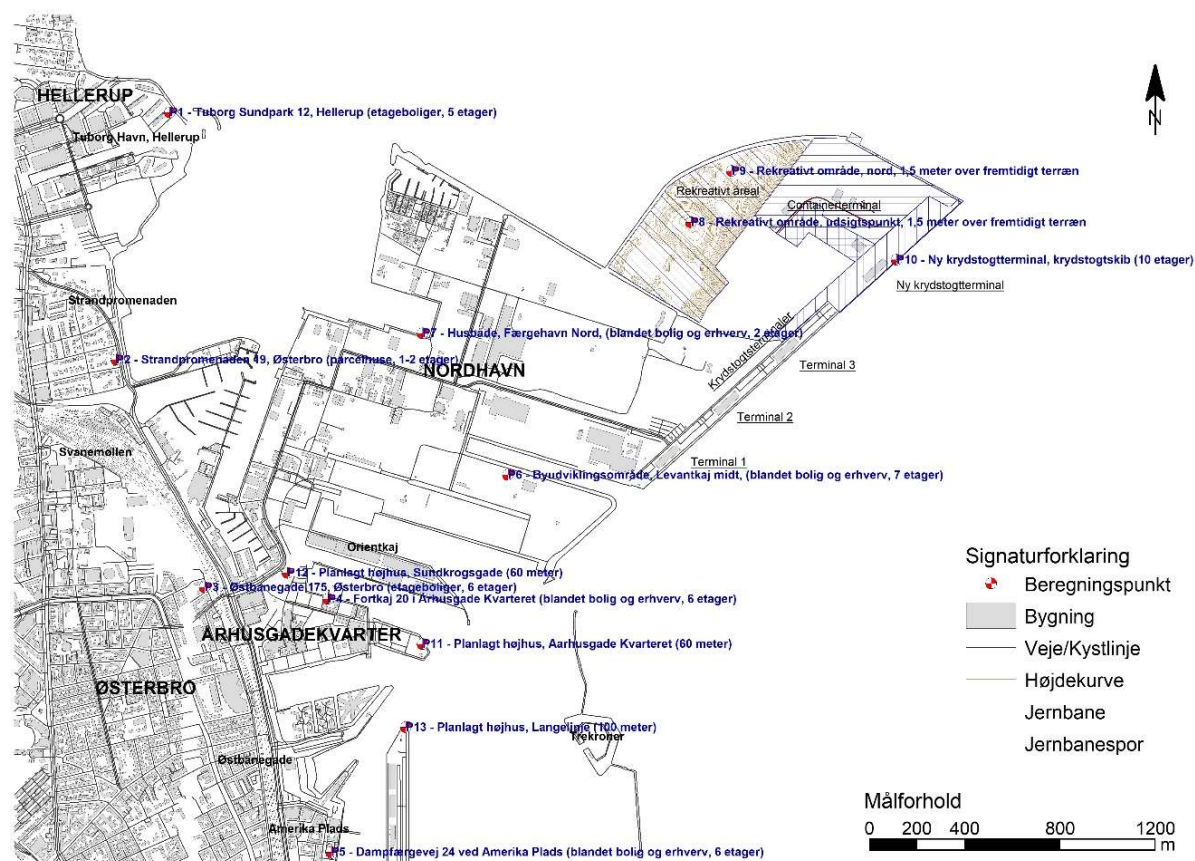 HELLERUP
P1 - Tuborg Sundpark 12, Hellerup (etageboliger, 5 etager)
Tuborg Havn, Hellerup
N
P9 - Rekreativt område, nord, 1,5 meter over fremtidigt terræn
Rekreativt areal
Containerterminal
P8 - Rekreativt område, udsigtspunkt, 1,5 meter over fremtidigt terræn
P10 - Ny krydstogtterminal, krydstogtskib (10 etager)
Ny krydstogtterminal
Strandpromenaden
P7 - Husbåde, Færgehavn Nord, (blandet bolig og erhverv, 2 etager)
Krydstogtsterminaler
P2 - Strandpromenaden 49, Østerbro (parcelhuse, 1-2 etager)
NORDHAVN
Terminal 3
Terminal 2
Svanemøllen
Terminal 1
P6 - Byudviklingsområde, Levantkaj midt, (blandet bolig og erhverv, 7 etager)
Orientkaj
P12 - Planlagt højhus, Sundkrogsgade (60 meter)
P3 - Østbanegade 175, Østerbro (etageboliger, 6 etager)
P4 - Fortkaj 20 i Århusgade Kvarteret (blandet bolig og erhverv, 6 etager)
ÅRHUSGADEKVARTER
P11 - Planlagt højhus, Aarhusgade Kvarteret (60 meter)
ØSTERBRO
P13 - Planlagt højhus, Langelinje (100 meter)
Trekroner
Østbanegade
Amerika Plads
P5 - Dampfærgevej 24 ved Amerika Plads (blandet bolig og erhverv, 6 etager)
Signaturforklaring
Beregningspunkt
Bygning
Veje/Kystlinje
Højdekurve
Jernbane
Jernbanespor
Målforhold
0 200 400 800 1200
m